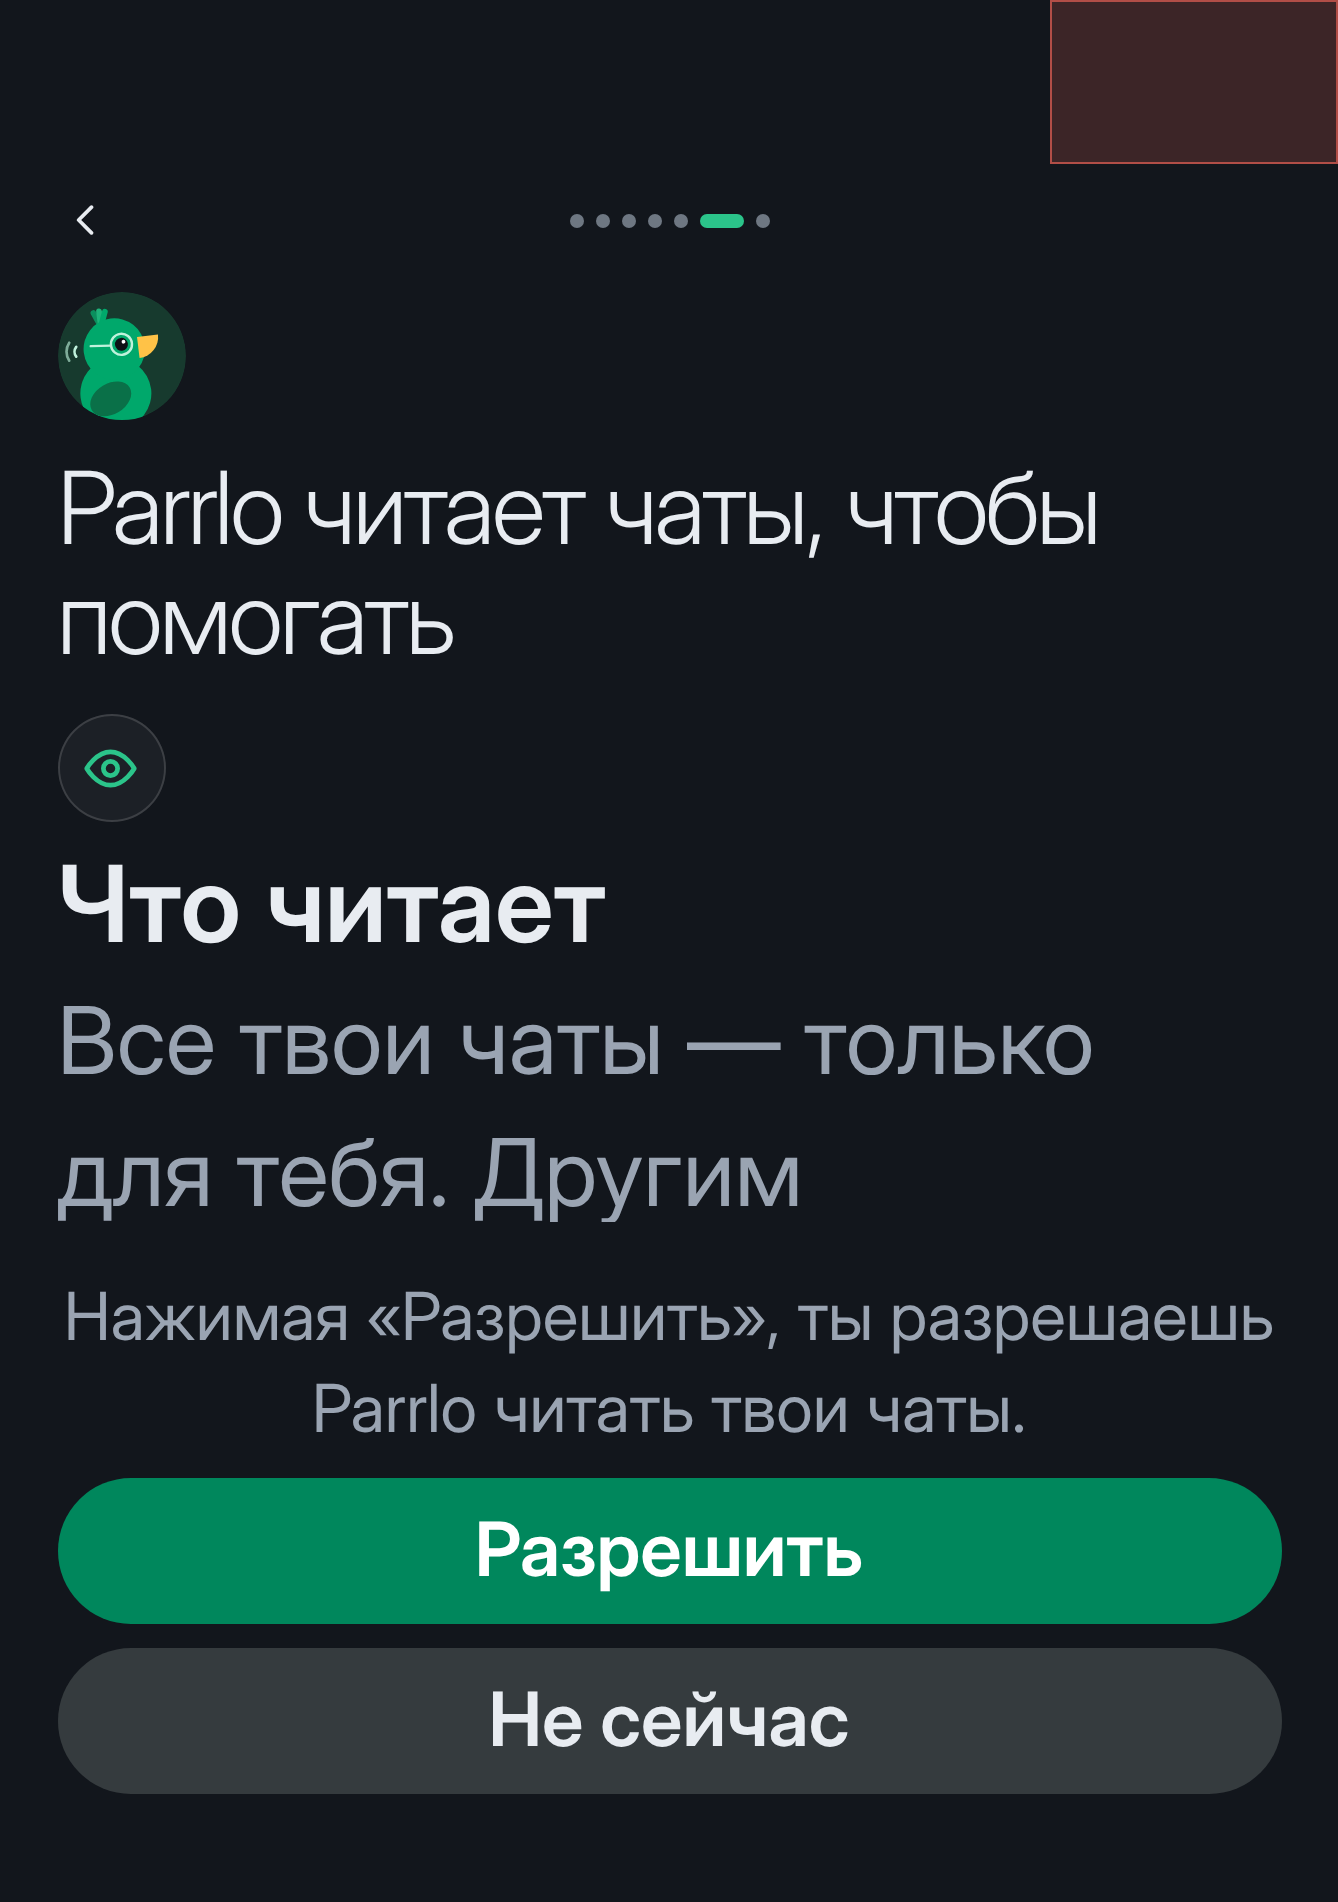 Parrlo читает чаты, чтобы
помогать
Что читает
Все твои чаты — только
для тебя. Другим
Нажимая «Разрешить», ты разрешаешь
Parrlo читать твои чаты.
Разрешить
Не сейчас